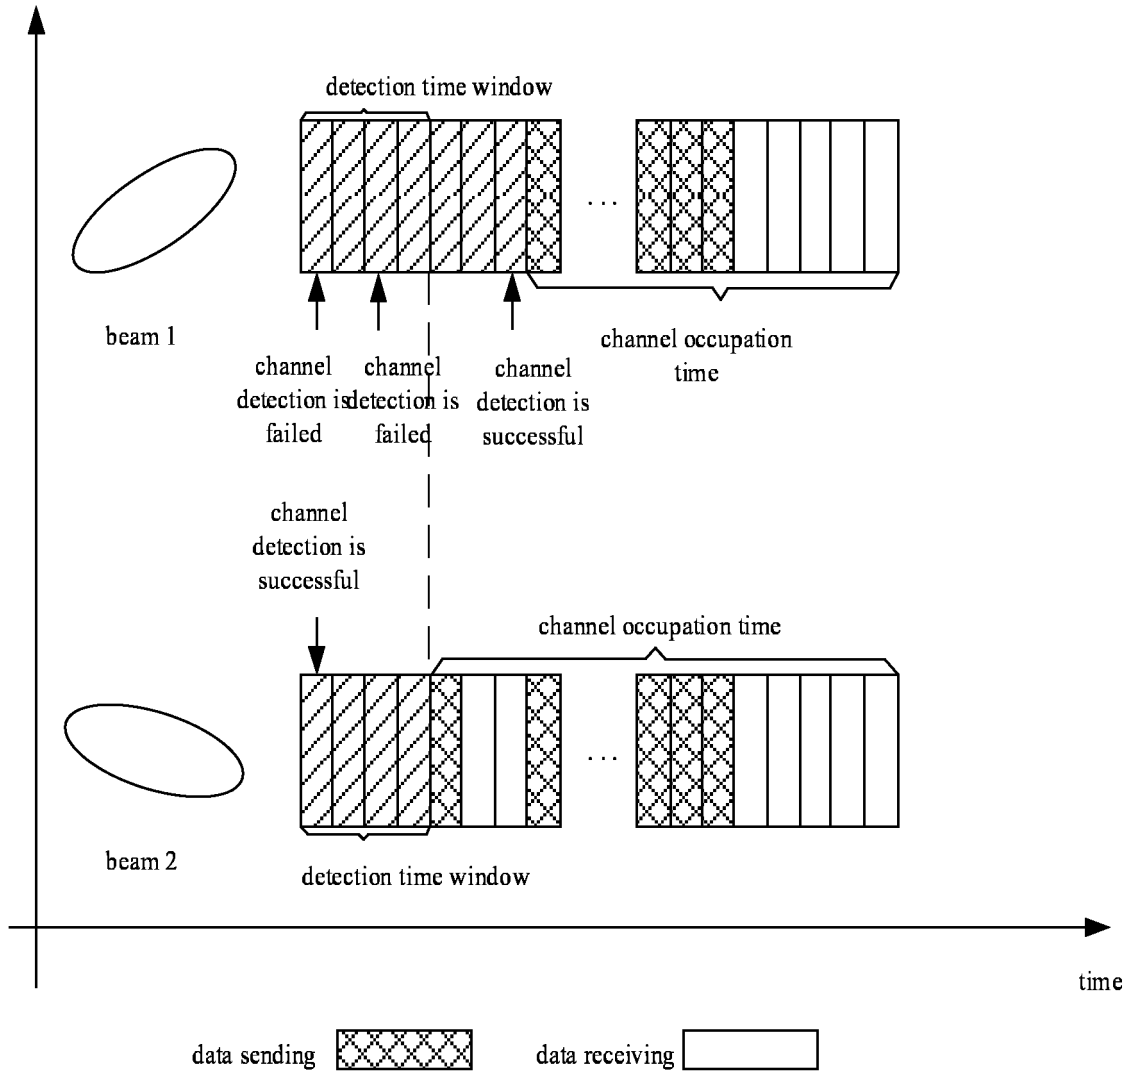 detection time window
...
beam 1
channel occupation
time
channel
detection is
failed
channel
detection is
failed
channel
detection is
successful
channel
detection is
successful
channel occupation time
...
beam 2
detection time window
time
data sending
data receiving